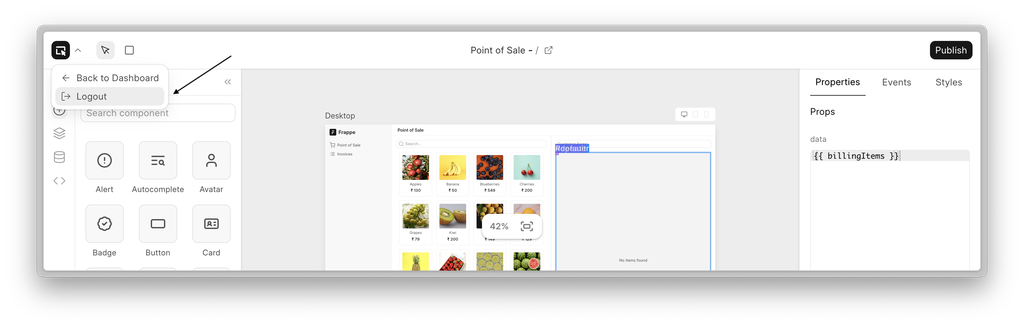 Point of Sale - /
Publish
Back to Dashboard
Logout
Search component
Alert
Autocomplete
Avatar
Badge
Button
Card
Desktop
Frappe
Point of Sale
Invoices
Point of Sale
Search...
Apples
Banana
Blueberries
Cherries
₹ 120
₹ 50
₹ 549
₹ 200
Grapes
Kiwi
₹ 79
₹ 200
42%
No items found
Properties
Events
Styles
Props
data
{{ billingItems }}